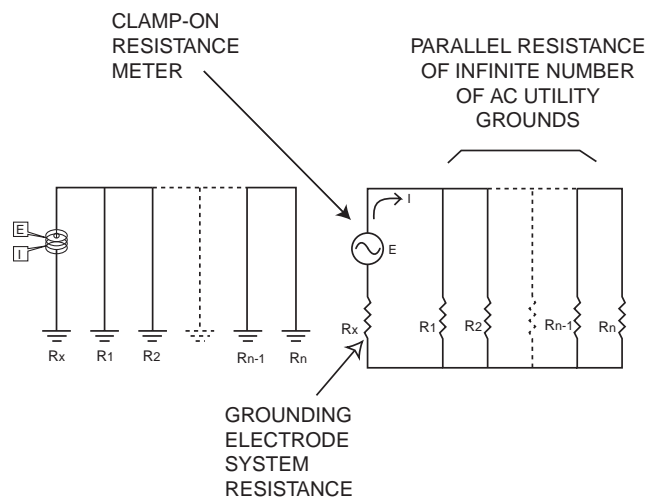 CLAMP-ON
RESISTANCE
METER
PARALLEL RESISTANCE
OF INFINITE NUMBER
OF AC UTILITY
GROUNDS
E
I
Rx
R1
R2
Rn-1
Rn
I
E
Rx
R1
R2
Rn-1
Rn
GROUNDING
ELECTRODE
SYSTEM
RESISTANCE